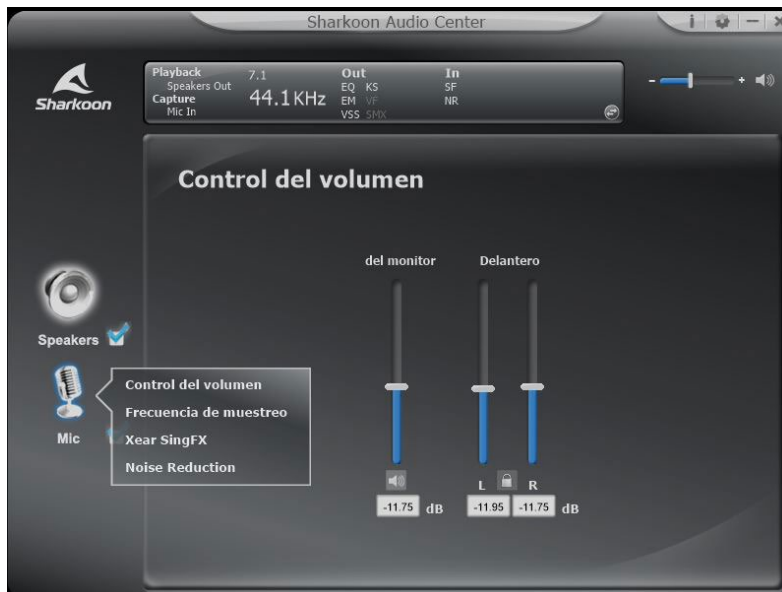 Sharkoon Audio Center
Sharkoon
Playback 7.1
Speakers Out
Capture 44.1KHz
Mic In
Out
EQ KS
EM VF
VSS SMX
In
SF
NR
- +
Control del volumen
del monitor Delantero
Speakers
Mic
Control del volumen
Frecuencia de muestreo
Xear SingFX
Noise Reduction
L R
-11.75 dB -11.95 -11.75 dB